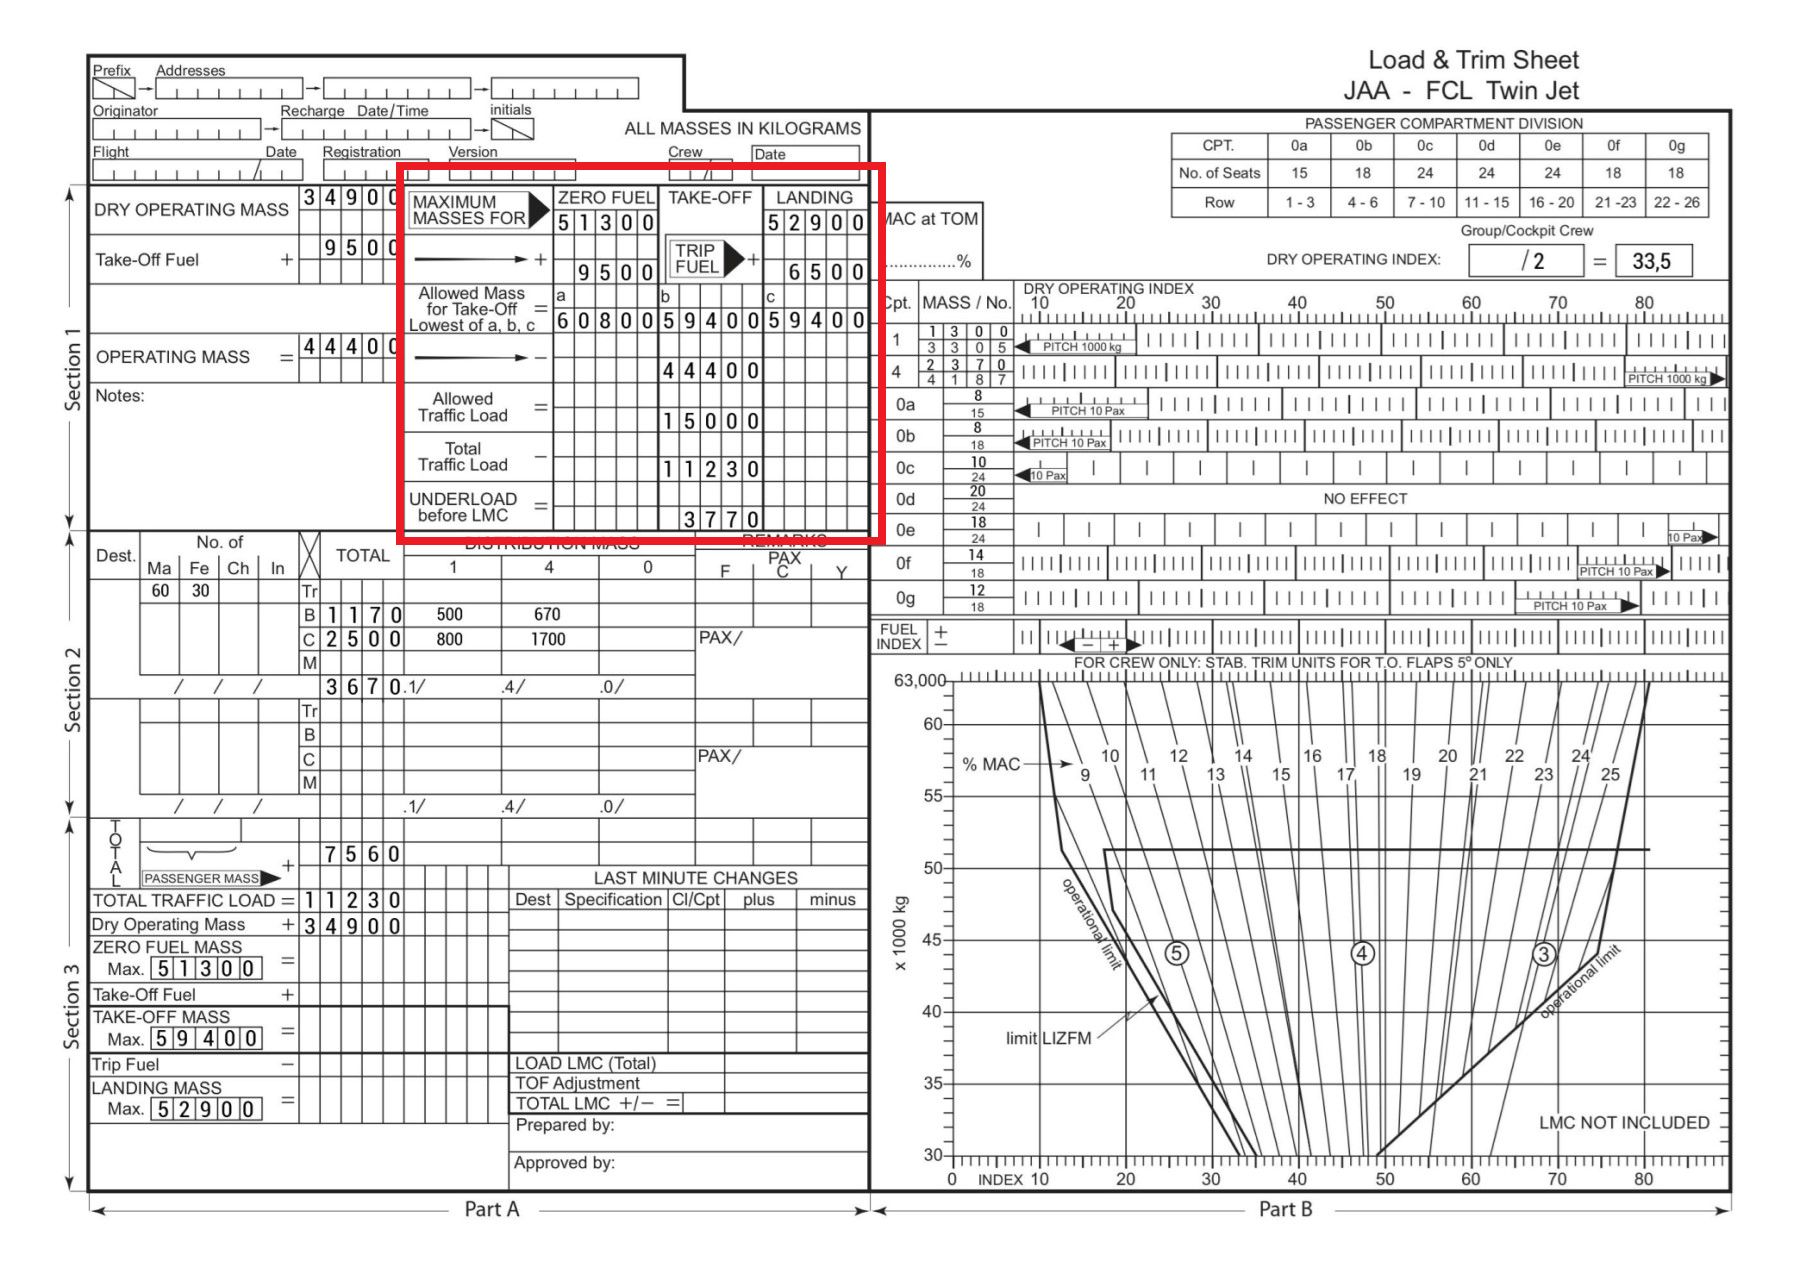 Load & Trim Sheet
JAA - FCL Twin Jet
Prefix Addresses
Originator Recharge Date/Time initials
ALL MASSES IN KILOGRAMS
Flight Date Registration Version Crew Date
Section 1
DRY OPERATING MASS 34900
Take-Off Fuel + 9500
OPERATING MASS = 44400
Notes:
MAXIMUM MASSES FOR ZERO FUEL TAKE-OFF LANDING
51300 52900
+ 9500 TRIP FUEL + 6500
Allowed Mass for Take-Off Lowest of a, b, c = a b c
60800 59400 59400
− 44400
Allowed Traffic Load = 15000
Total Traffic Load − 11230
UNDERLOAD before LMC = 3770
Section 2
Dest. No. of TOTAL DISTRIBUTION MASS REMARKS
Ma Fe Ch In 1 4 0 PAX
F C Y
60 30 Tr
B 1170 500 670
C 2500 800 1700 PAX/
M
/ / / 3670 .1/ .4/ .0/
Tr
B
C PAX/
M
/ / / .1/ .4/ .0/
Section 3
TOTAL
PASSENGER MASS + 7560
TOTAL TRAFFIC LOAD = 11230
Dry Operating Mass + 34900
ZERO FUEL MASS
Max. 51300 =
Take-Off Fuel +
TAKE-OFF MASS
Max. 59400 =
Trip Fuel −
LANDING MASS
Max. 52900 =
LAST MINUTE CHANGES
Dest Specification Cl/Cpt plus minus
LOAD LMC (Total)
TOF Adjustment
TOTAL LMC +/− =
Prepared by:
Approved by:
Part A
PASSENGER COMPARTMENT DIVISION
CPT. 0a 0b 0c 0d 0e 0f 0g
No. of Seats 15 18 24 24 24 18 18
Row 1 - 3 4 - 6 7 - 10 11 - 15 16 - 20 21 -23 22 - 26
MAC at TOM
...............%
Group/Cockpit Crew
DRY OPERATING INDEX: / 2 = 33,5
Cpt. MASS / No. DRY OPERATING INDEX
10 20 30 40 50 60 70 80
1 1300
3305 PITCH 1000 kg
4 2370
4187 PITCH 1000 kg
0a 8
15 PITCH 10 Pax
0b 8
18 PITCH 10 Pax
0c 10
24 10 Pax
0d 20
24 NO EFFECT
0e 18
24 10 Pax
0f 14
18 PITCH 10 Pax
0g 12
18 PITCH 10 Pax
FUEL INDEX + − − +
FOR CREW ONLY: STAB. TRIM UNITS FOR T.O. FLAPS 5° ONLY
63,000
60
55
50
45
40
35
30
x 1000 kg
% MAC
9 10 11 12 13 14 15 16 17 18 19 20 21 22 23 24 25
operational limit
5 4 3
operational limit
limit LIZFM
LMC NOT INCLUDED
0 INDEX 10 20 30 40 50 60 70 80
Part B